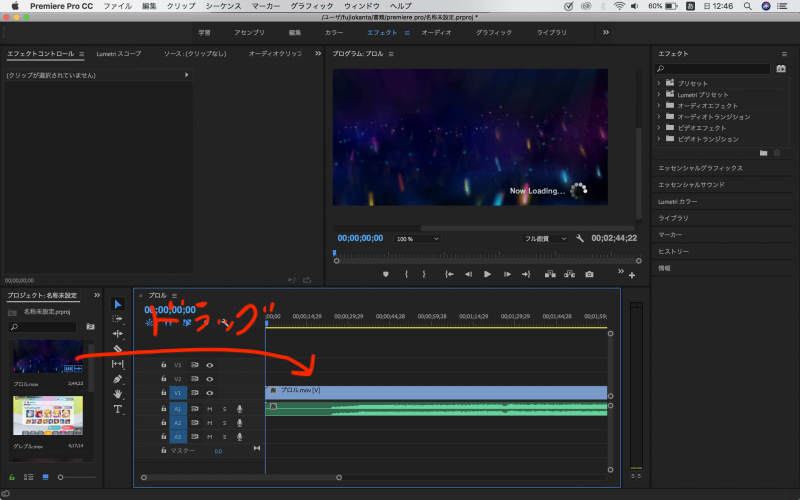 Premiere Pro CC ファイル 編集 クリップ シーケンス マーカー グラフィック ウィンドウ ヘルプ 60% あ 日 12:46
/ユーザ/fujiokanta/書類/premiere pro/名称未設定.prproj *
学習 アセンブリ 編集 カラー エフェクト オーディオ グラフィック ライブラリ
エフェクトコントロール Lumetri スコープ ソース : (クリップなし) オーディオクリップ
(クリップが選択されていません)
00;00;00;00
プログラム: プロル
Now Loading...
00;00;00;00 100 % フル画質 00;02;44;22
エフェクト
プリセット
Lumetri プリセット
オーディオエフェクト
オーディオトランジション
ビデオエフェクト
ビデオトランジション
エッセンシャルグラフィックス
エッセンシャルサウンド
Lumetri カラー
ライブラリ
マーカー
ヒストリー
情報
プロジェクト: 名称未設定
名称未設定.prproj
プロル.mov 2;44;22
グレブル.mov 4;17;14
× プロル
00;00;00;00
ドラッグ
;00;00 00;00;14;29 00;00;29;29 00;00;44;28 00;00;59;28 00;01;14;29 00;01;29;29 00;01;44;28 00;01;59;
V3
V2
V1 プロル.mov [V]
A1 M S
A2 M S
A3 M S
マスター 0.0
S S